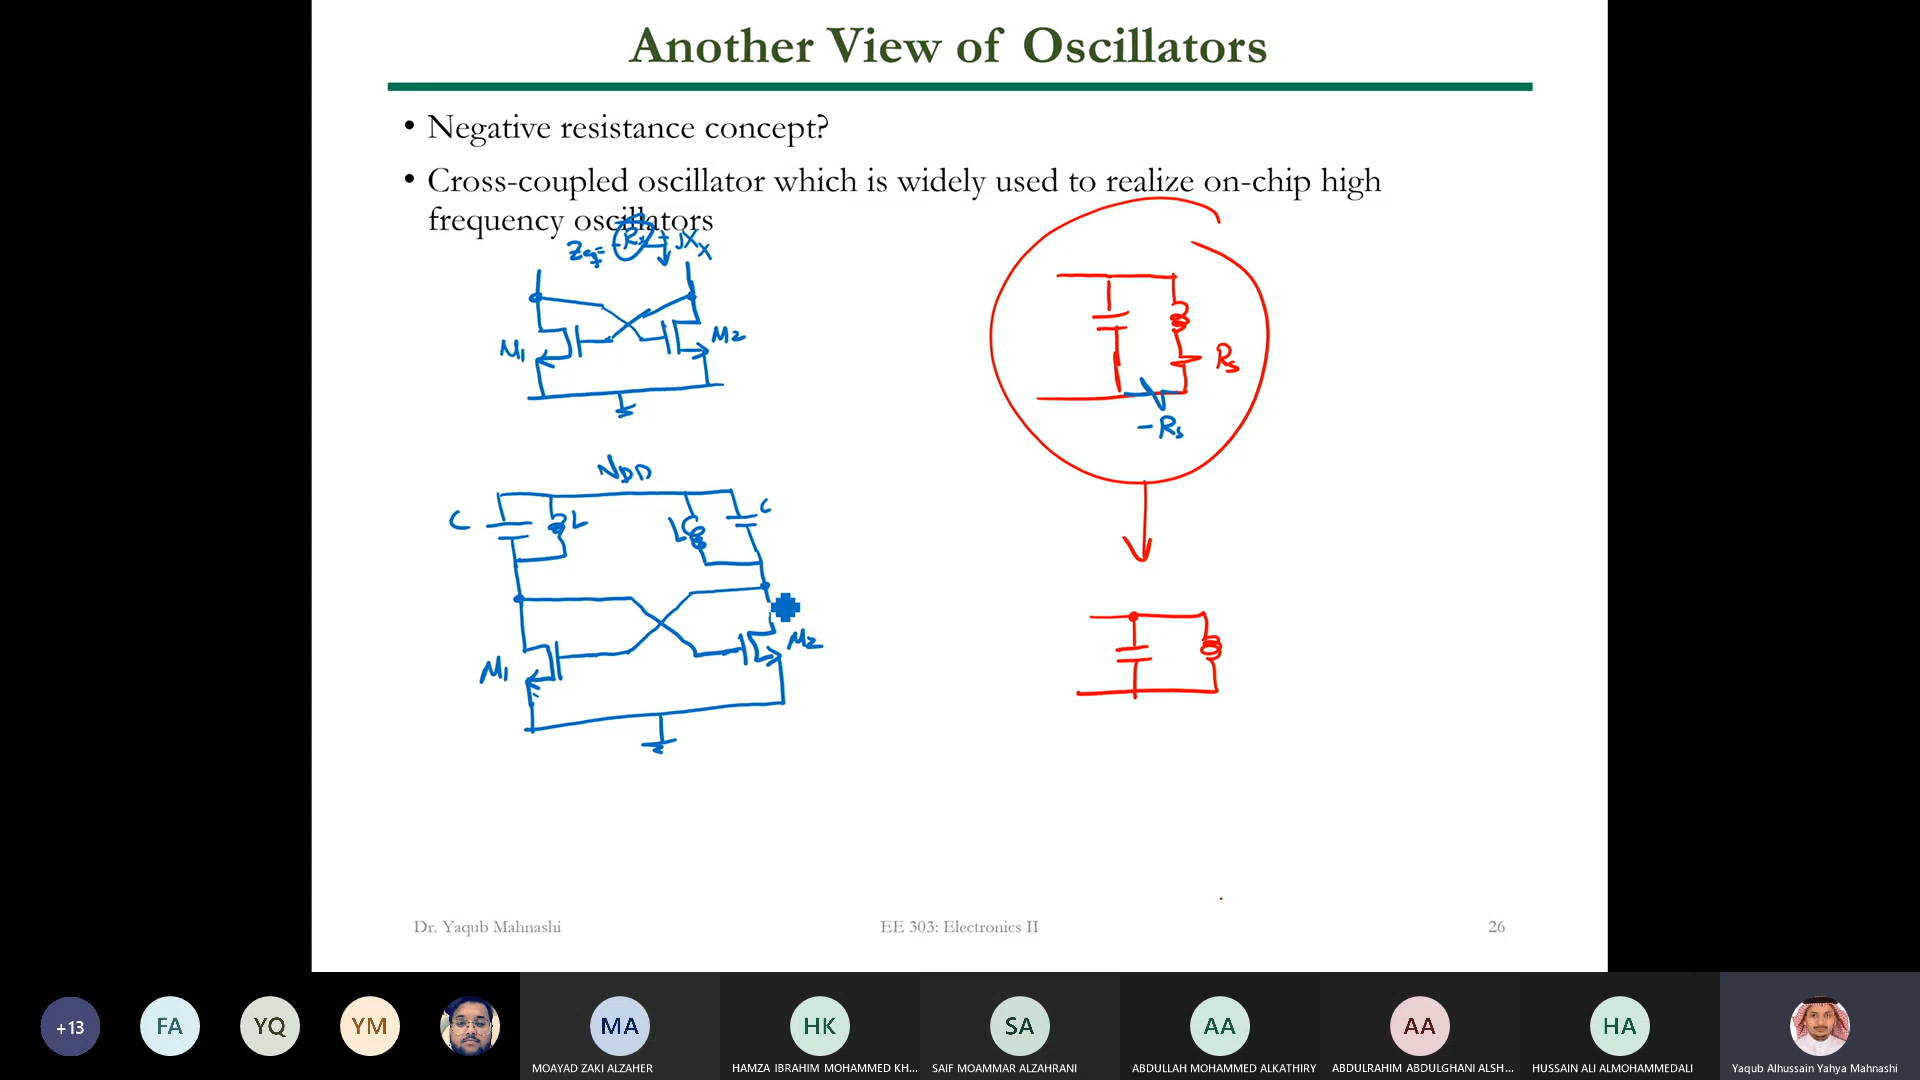 Another View of Oscillators
• Negative resistance concept?
• Cross-coupled oscillator which is widely used to realize on-chip high
frequency oscillators
Zeq = -Rx + jXx
M1
M2
Rs
-Rs
VDD
C
L
L
C
M1
M2
Dr. Yaqub Mahnashi
EE 303: Electronics II
26
+13
FA
YQ
YM
MA
HK
SA
AA
AA
HA
MOAYAD ZAKI ALZAHER
HAMZA IBRAHIM MOHAMMED KH...
SAIF MOAMMAR ALZAHRANI
ABDULLAH MOHAMMED ALKATHIRY
ABDULRAHIM ABDULGHANI ALSH...
HUSSAIN ALI ALMOHAMMEDALI
Yaqub Alhussain Yahya Mahnashi